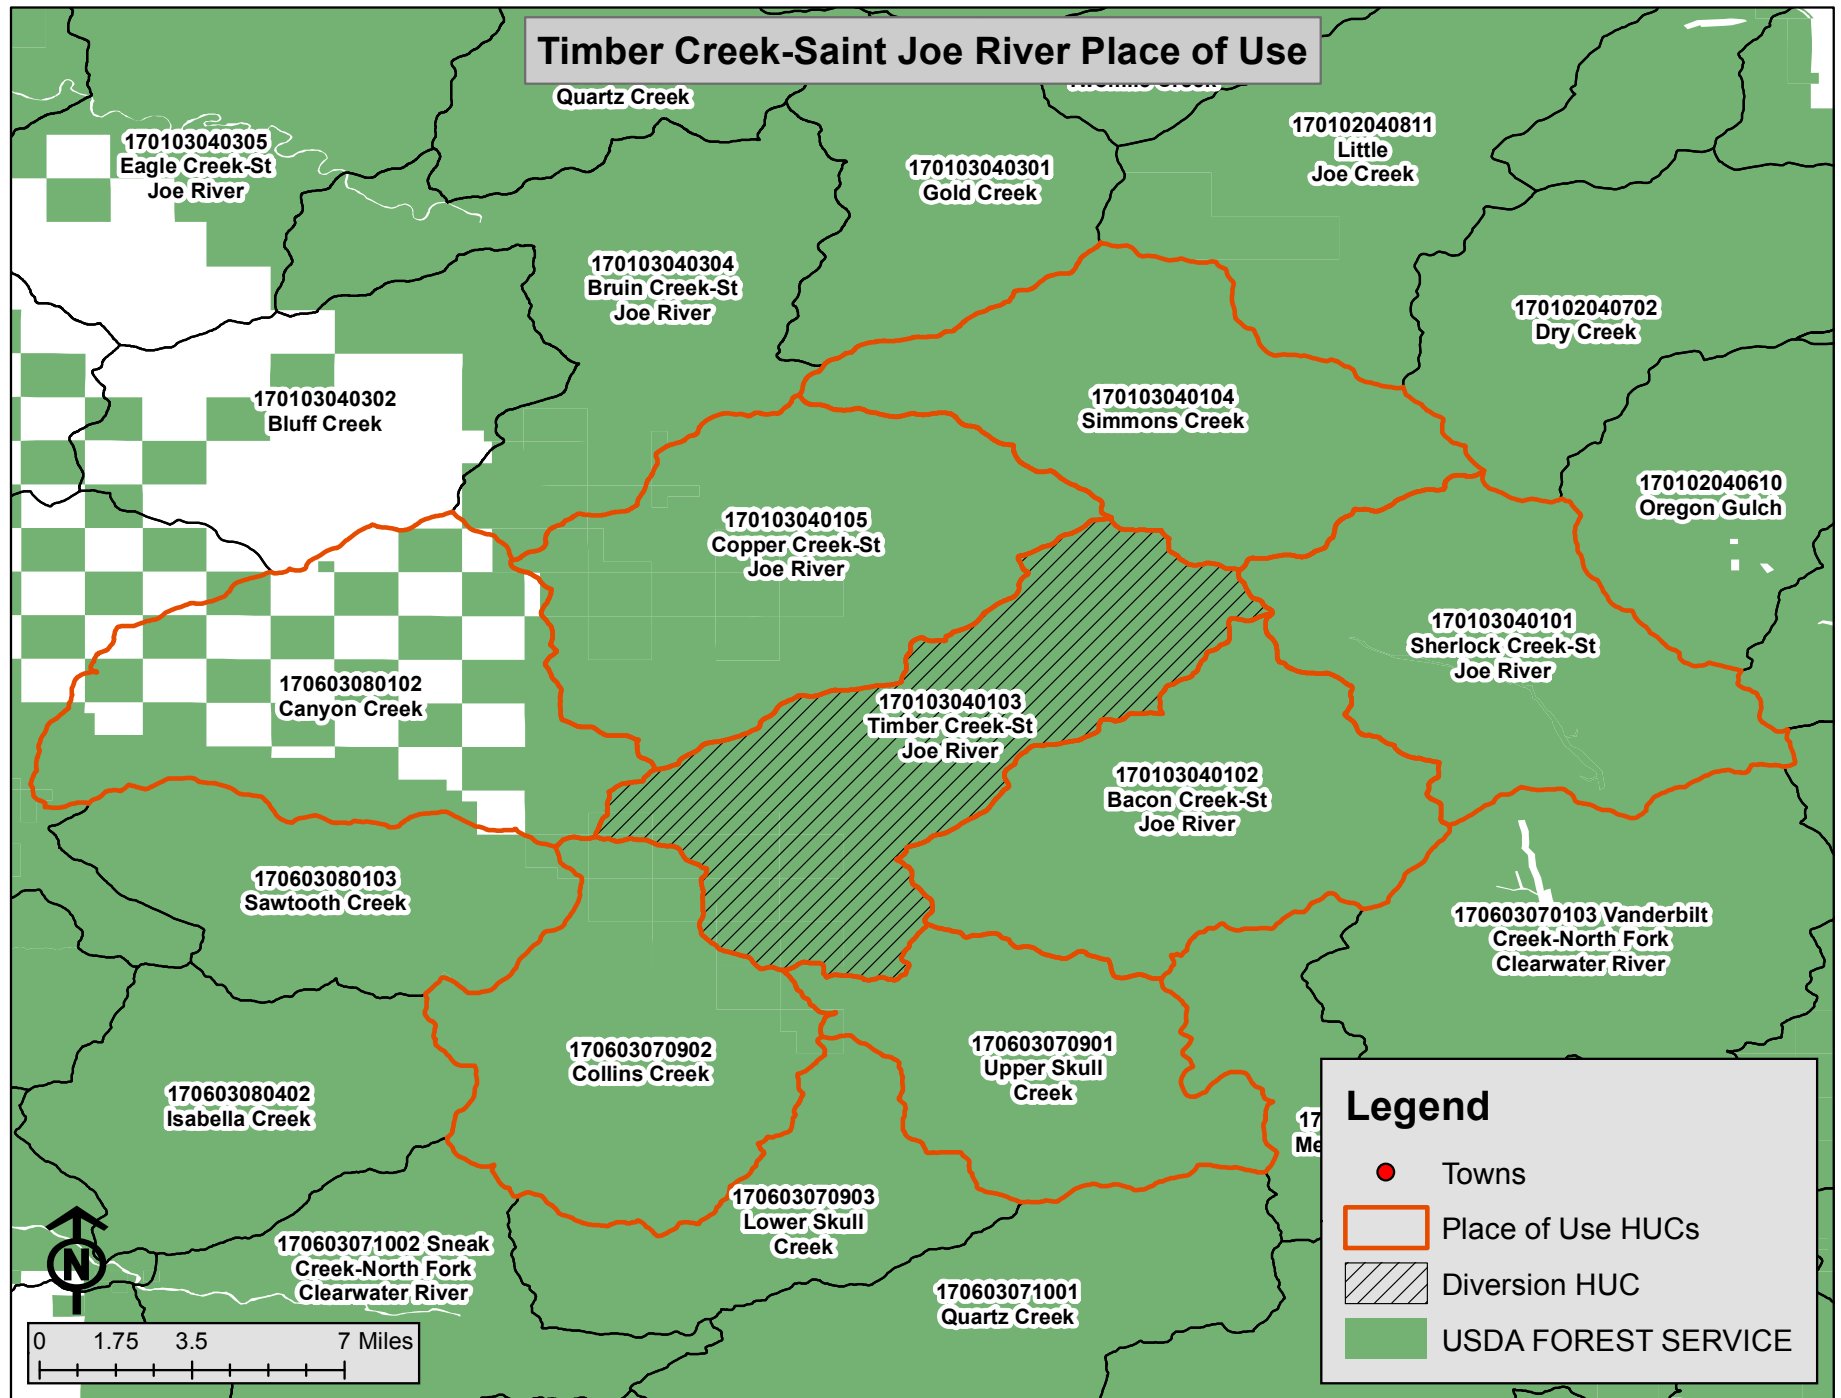 Timber Creek-Saint Joe River Place of Use
Quartz Creek
170103040305
Eagle Creek-St
Joe River
170103040301
Gold Creek
170102040811
Little
Joe Creek
170103040304
Bruin Creek-St
Joe River
170102040702
Dry Creek
170103040302
Bluff Creek
170103040104
Simmons Creek
170102040610
Oregon Gulch
170103040105
Copper Creek-St
Joe River
170103040101
Sherlock Creek-St
Joe River
170603080102
Canyon Creek
170103040103
Timber Creek-St
Joe River
170103040102
Bacon Creek-St
Joe River
170603080103
Sawtooth Creek
170603070103 Vanderbilt
Creek-North Fork
Clearwater River
170603070902
Collins Creek
170603070901
Upper Skull
Creek
170603080402
Isabella Creek
17
Me
170603070903
Lower Skull
Creek
170603071002 Sneak
Creek-North Fork
Clearwater River
170603071001
Quartz Creek
N
0 1.75 3.5 7 Miles
Legend
Towns
Place of Use HUCs
Diversion HUC
USDA FOREST SERVICE